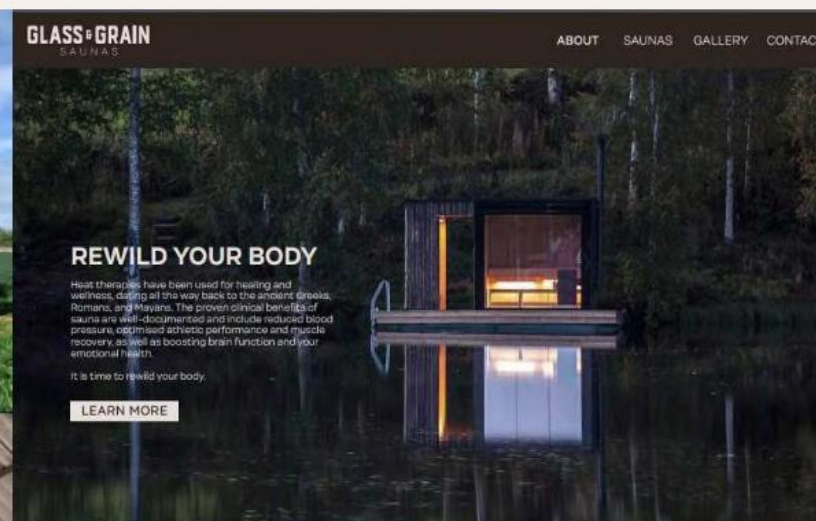 GLASS & GRAIN
SAUNAS
ABOUT SAUNAS GALLERY CONTAC
REWILD YOUR BODY
Heat therapies have been used for healing and
wellness, dating all the way back to the ancient Greeks,
Romans, and Mayans. The proven clinical benefits of
sauna are well-documented and include reduced blood
pressure, optimised athletic performance and muscle
recovery, as well as boosting brain function and your
emotional health.
It is time to rewild your body.
LEARN MORE